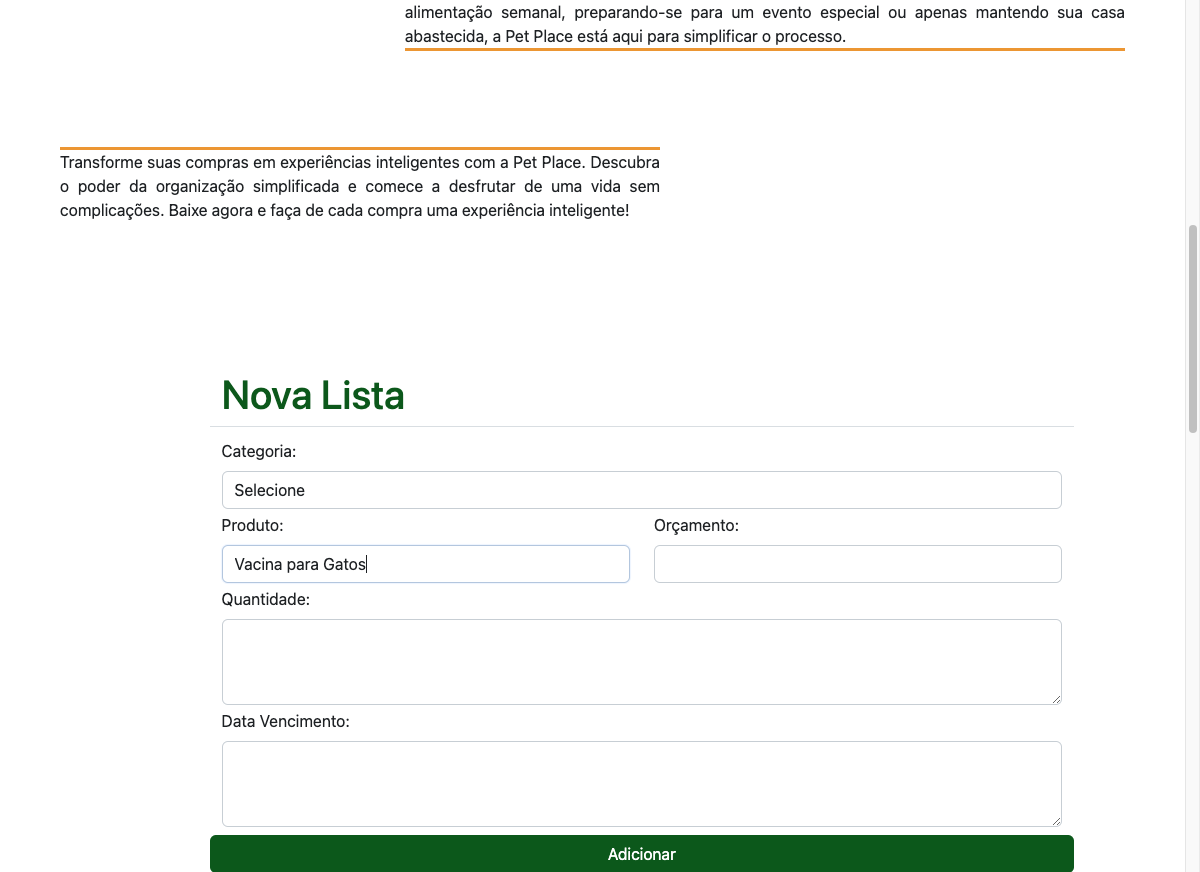 alimentação semanal, preparando-se para um evento especial ou apenas mantendo sua casa
abastecida, a Pet Place está aqui para simplificar o processo.
Transforme suas compras em experiências inteligentes com a Pet Place. Descubra
o poder da organização simplificada e comece a desfrutar de uma vida sem
complicações. Baixe agora e faça de cada compra uma experiência inteligente!
Nova Lista
Categoria:
Selecione
Produto:
Orçamento:
Vacina para Gatos
Quantidade:
Data Vencimento:
Adicionar